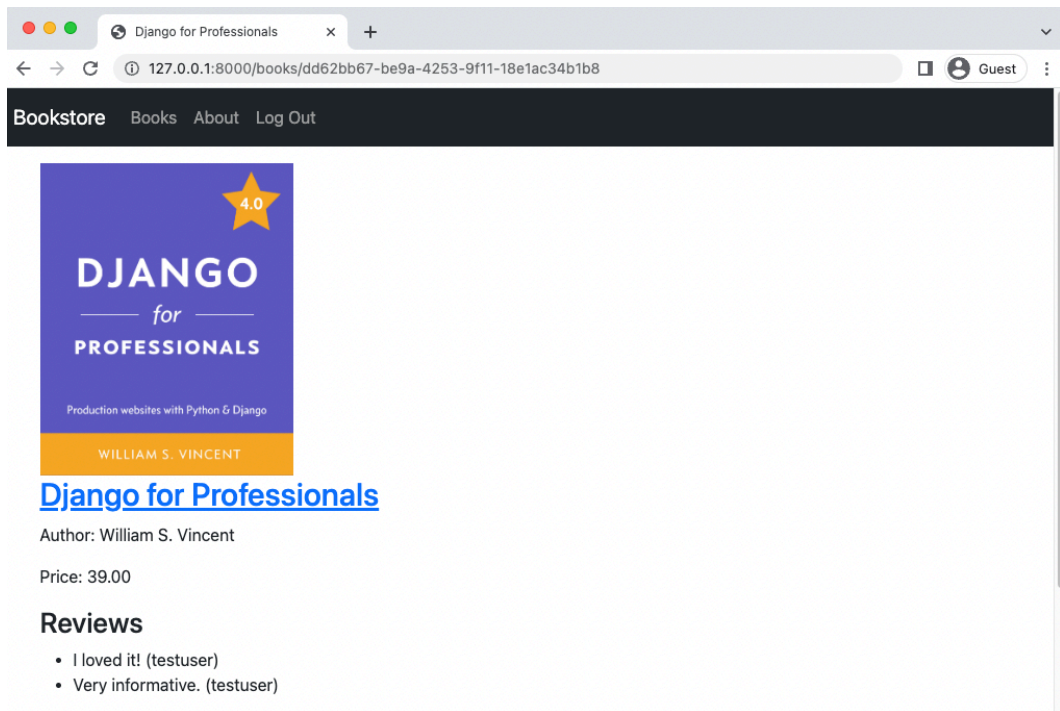 Django for Professionals
127.0.0.1:8000/books/dd62bb67-be9a-4253-9f11-18e1ac34b1b8
Guest
Bookstore Books About Log Out
4.0
DJANGO
for
PROFESSIONALS
Production websites with Python & Django
WILLIAM S. VINCENT
Django for Professionals
Author: William S. Vincent
Price: 39.00
Reviews
• I loved it! (testuser)
• Very informative. (testuser)